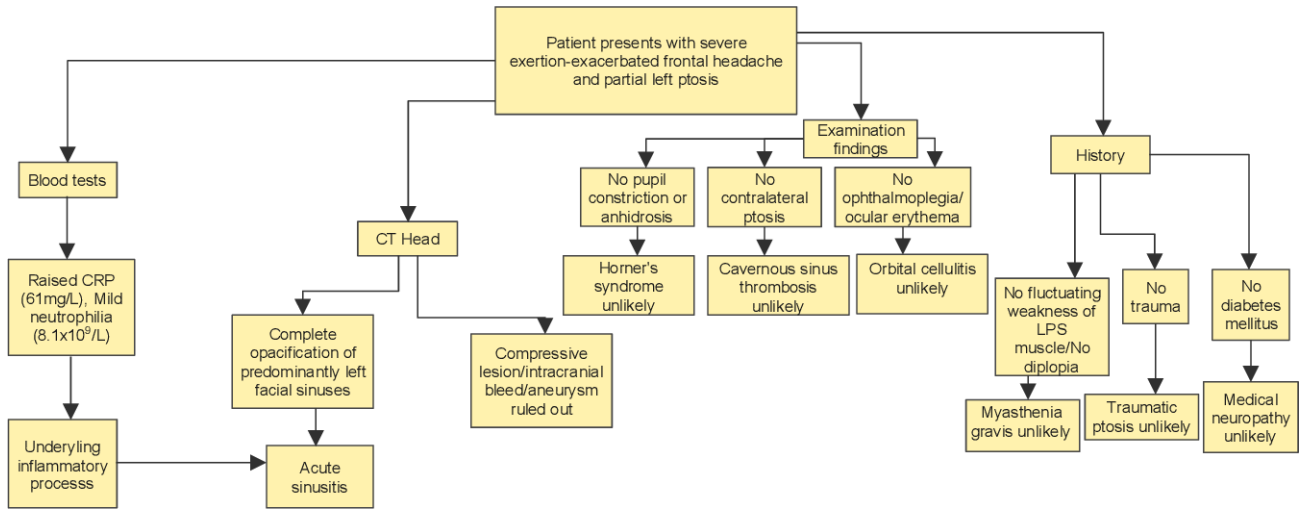 Patient presents with severe
exertion-exacerbated frontal headache
and partial left ptosis
Blood tests
Raised CRP
(61mg/L), Mild
neutrophilia
(8.1x10⁹/L)
Underyling
inflammatory
processs
CT Head
Complete
opacification of
predominantly left
facial sinuses
Acute
sinusitis
Compressive
lesion/intracranial
bleed/aneurysm
ruled out
Examination
findings
No pupil
constriction or
anhidrosis
Horner's
syndrome
unlikely
No
contralateral
ptosis
Cavernous sinus
thrombosis
unlikely
No
ophthalmoplegia/
ocular erythema
Orbital cellulitis
unlikely
History
No fluctuating
weakness of
LPS
muscle/No
diplopia
Myasthenia
gravis unlikely
No
trauma
Traumatic
ptosis unlikely
No
diabetes
mellitus
Medical
neuropathy
unlikely